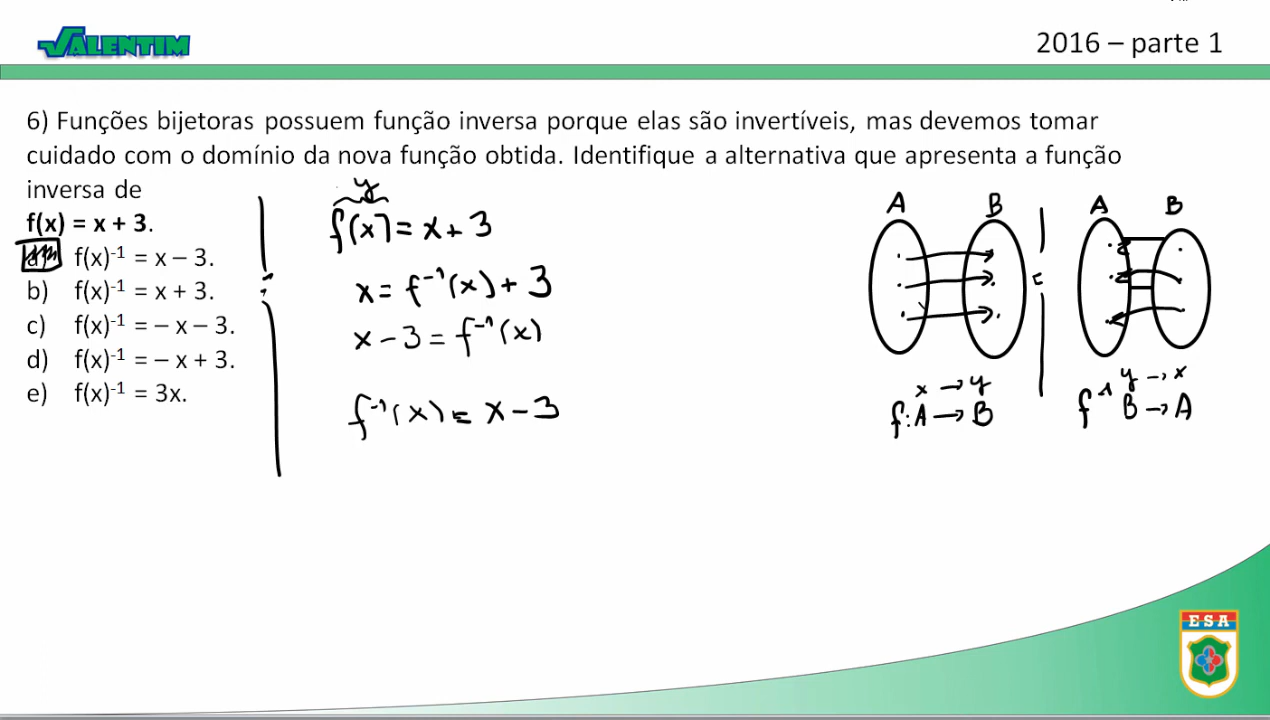 VALENTIM
2016 – parte 1
6) Funções bijetoras possuem função inversa porque elas são invertíveis, mas devemos tomar
cuidado com o domínio da nova função obtida. Identifique a alternativa que apresenta a função
inversa de
f(x) = x + 3.
a) f(x)⁻¹ = x – 3.
b) f(x)⁻¹ = x + 3.
c) f(x)⁻¹ = – x – 3.
d) f(x)⁻¹ = – x + 3.
e) f(x)⁻¹ = 3x.
y
f(x) = x + 3
x = f⁻¹(x) + 3
x - 3 = f⁻¹(x)
f⁻¹(x) = x - 3
A B
x → y
f: A → B
A B
y → x
f⁻¹ B → A
ESA